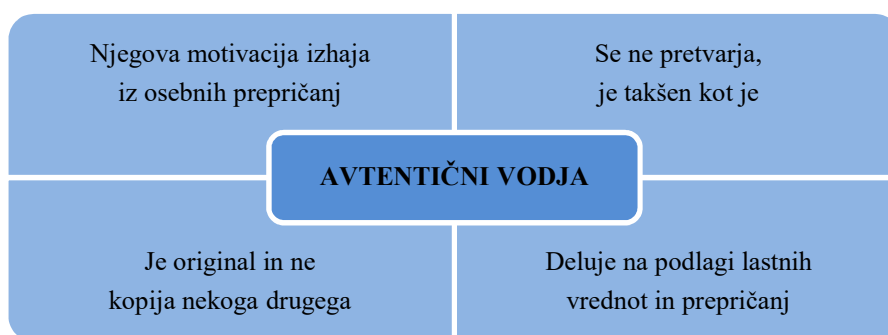 Njegova motivacija izhaja
iz osebnih prepričanj
Se ne pretvarja,
je takšen kot je
AVTENTIČNI VODJA
Je original in ne
kopija nekoga drugega
Deluje na podlagi lastnih
vrednot in prepričanj